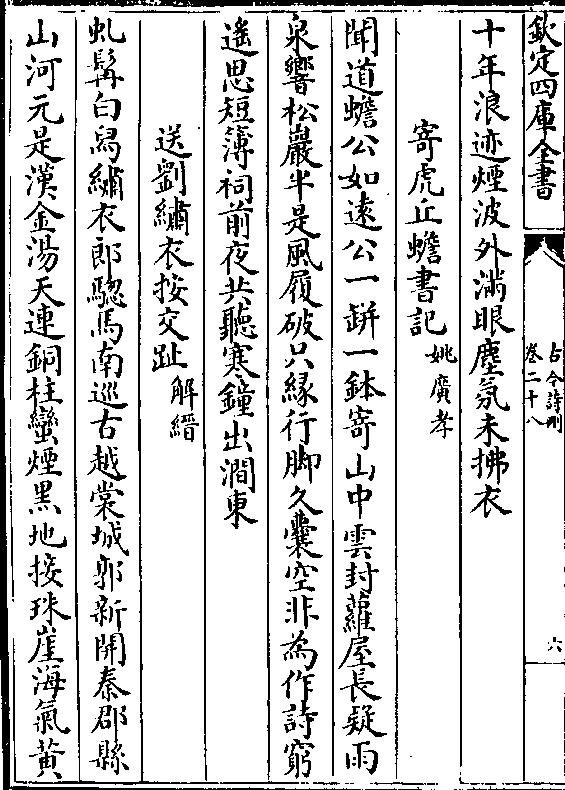 欽定四庫全書
古今詩刪
卷二十八
六
十年浪迹煙波外滿眼塵氛未拂衣
寄虎丘蟾書記 姚廣孝
聞道蟾公如遠公一缾一鉢寄山中雲封蘿屋長疑雨
泉響松巖半是風履破只緣行脚久囊空非為作詩窮
遙思短簿祠前夜共聽寒鐘出澗東
送劉繡衣按交趾 解縉
虬髯白舄繡衣郎驄馬南巡古越裳城郭新開秦郡縣
山河元是漢金湯天連銅柱蠻煙黑地接珠崖海氣黃